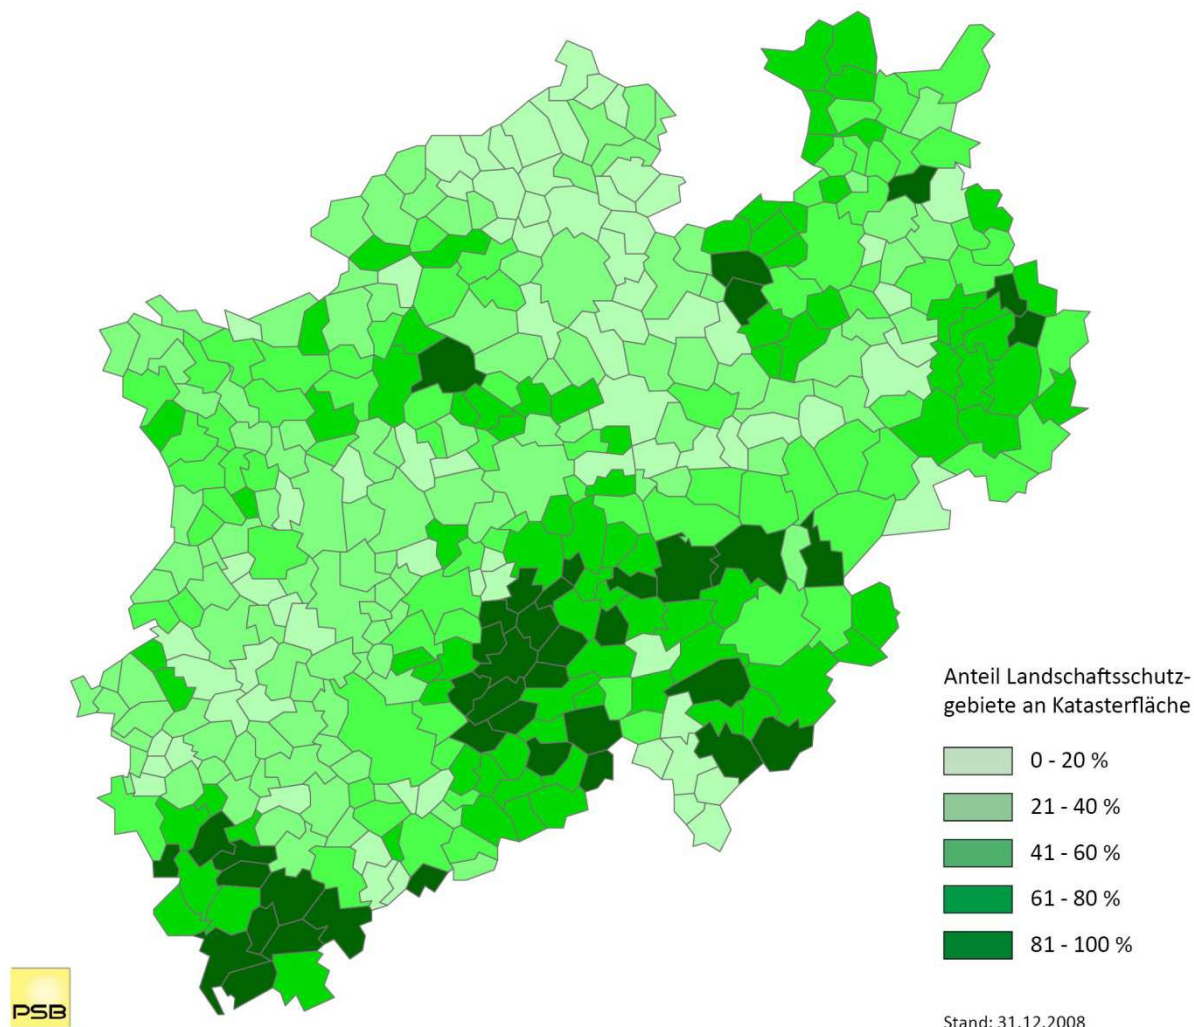 Anteil Landschaftsschutz-
gebiete an Katasterfläche
0 - 20 %
21 - 40 %
41 - 60 %
61 - 80 %
81 - 100 %
PSB
Stand: 31.12.2008